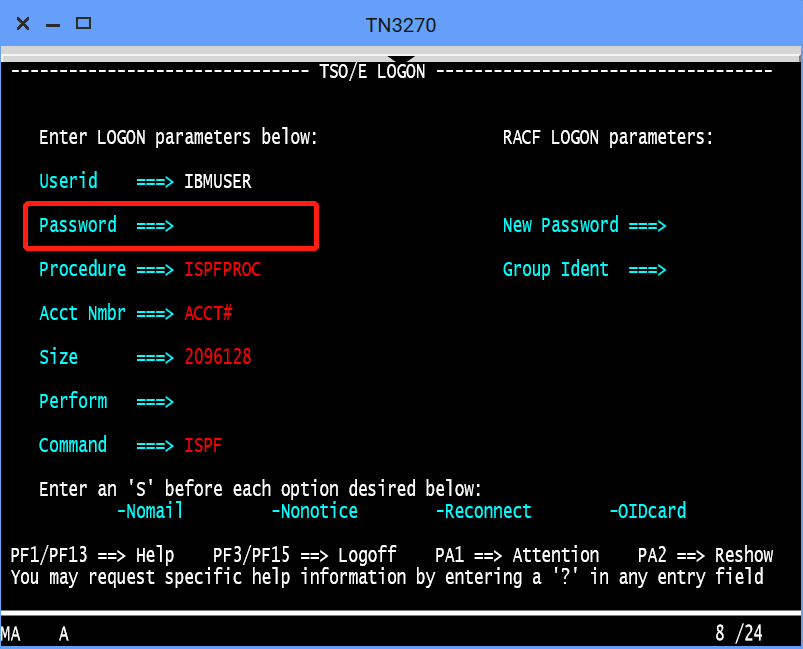 TN3270
------------------------------- TSO/E LOGON -----------------------------------
Enter LOGON parameters below: RACF LOGON parameters:
Userid ===> IBMUSER
Password ===> New Password ===>
Procedure ===> ISPFPROC Group Ident ===>
Acct Nmbr ===> ACCT#
Size ===> 2096128
Perform ===>
Command ===> ISPF
Enter an 'S' before each option desired below:
-Nomail -Nonotice -Reconnect -OIDcard
PF1/PF13 ==> Help PF3/PF15 ==> Logoff PA1 ==> Attention PA2 ==> Reshow
You may request specific help information by entering a '?' in any entry field
MA A 8 /24